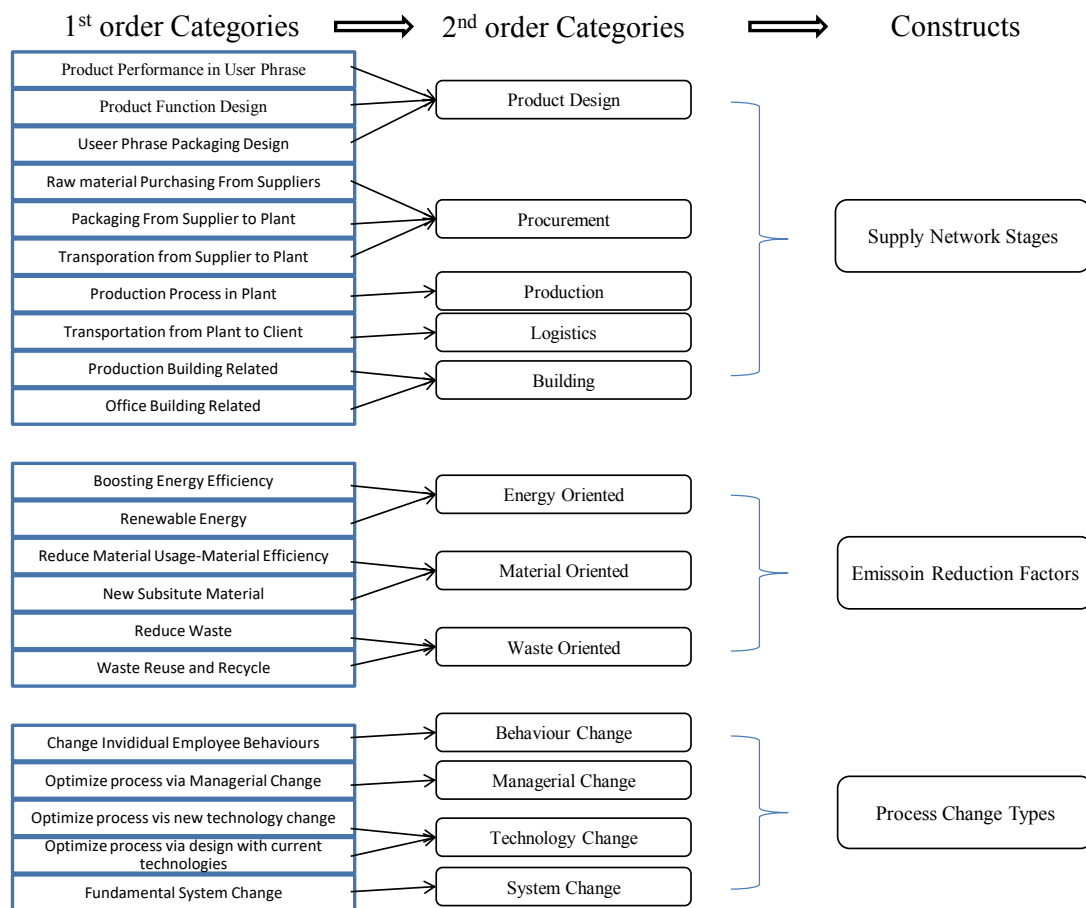 1st order Categories
2nd order Categories
Constructs
Product Performance in User Phrase
Product Function Design
Useer Phrase Packaging Design
Raw material Purchasing From Suppliers
Packaging From Supplier to Plant
Transporation from Supplier to Plant
Production Process in Plant
Transportation from Plant to Client
Production Building Related
Office Building Related
Product Design
Procurement
Production
Logistics
Building
Supply Network Stages
Boosting Energy Efficiency
Renewable Energy
Reduce Material Usage-Material Efficiency
New Subsitute Material
Reduce Waste
Waste Reuse and Recycle
Energy Oriented
Material Oriented
Waste Oriented
Emissoin Reduction Factors
Change Invididual Employee Behaviours
Optimize process via Managerial Change
Optimize process vis new technology change
Optimize process via design with current
technologies
Fundamental System Change
Behaviour Change
Managerial Change
Technology Change
System Change
Process Change Types